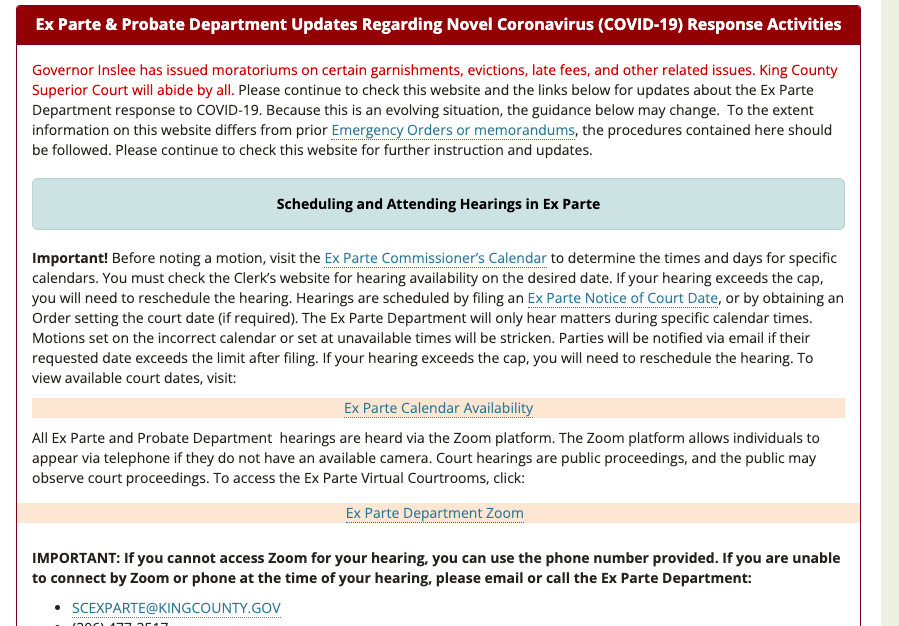 Ex Parte & Probate Department Updates Regarding Novel Coronavirus (COVID-19) Response Activities
Governor Inslee has issued moratoriums on certain garnishments, evictions, late fees, and other related issues. King County
Superior Court will abide by all. Please continue to check this website and the links below for updates about the Ex Parte
Department response to COVID-19. Because this is an evolving situation, the guidance below may change.  To the extent
information on this website differs from prior Emergency Orders or memorandums, the procedures contained here should
be followed. Please continue to check this website for further instruction and updates.
Scheduling and Attending Hearings in Ex Parte
Important! Before noting a motion, visit the Ex Parte Commissioner's Calendar to determine the times and days for specific
calendars. You must check the Clerk's website for hearing availability on the desired date. If your hearing exceeds the cap,
you will need to reschedule the hearing. Hearings are scheduled by filing an Ex Parte Notice of Court Date, or by obtaining an
Order setting the court date (if required). The Ex Parte Department will only hear matters during specific calendar times.
Motions set on the incorrect calendar or set at unavailable times will be stricken. Parties will be notified via email if their
requested date exceeds the limit after filing. If your hearing exceeds the cap, you will need to reschedule the hearing. To
view available court dates, visit:
Ex Parte Calendar Availability
All Ex Parte and Probate Department  hearings are heard via the Zoom platform. The Zoom platform allows individuals to
appear via telephone if they do not have an available camera. Court hearings are public proceedings, and the public may
observe court proceedings. To access the Ex Parte Virtual Courtrooms, click:
Ex Parte Department Zoom
IMPORTANT: If you cannot access Zoom for your hearing, you can use the phone number provided. If you are unable
to connect by Zoom or phone at the time of your hearing, please email or call the Ex Parte Department:
• SCEXPARTE@KINGCOUNTY.GOV